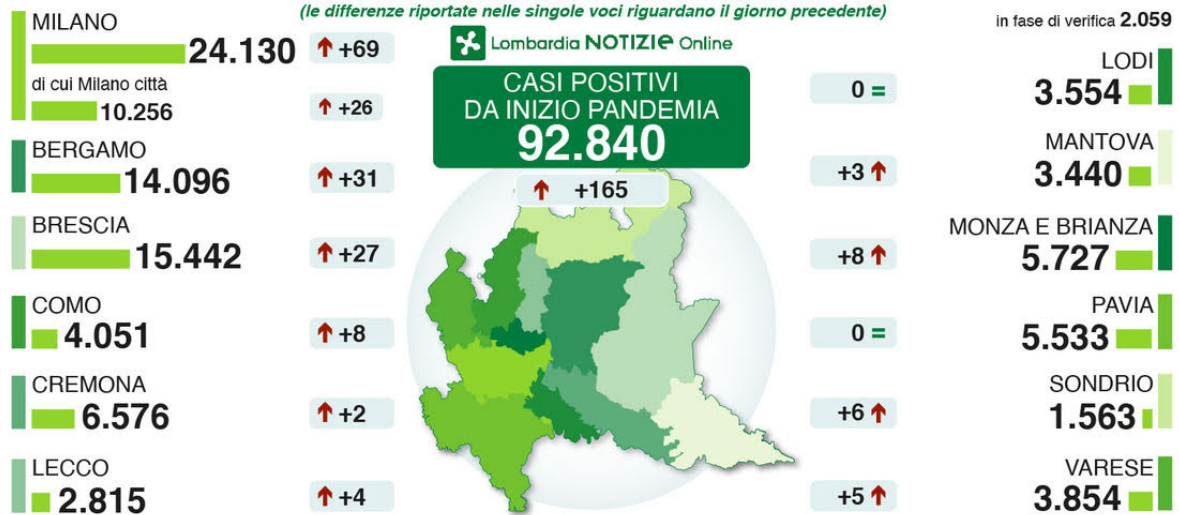 (le differenze riportate nelle singole voci riguardano il giorno precedente)
Lombardia NOTIZIE Online
CASI POSITIVI
DA INIZIO PANDEMIA
92.840
+165
MILANO
24.130 +69
di cui Milano città
10.256 +26
BERGAMO
14.096 +31
BRESCIA
15.442 +27
COMO
4.051 +8
CREMONA
6.576 +2
LECCO
2.815 +4
in fase di verifica 2.059
LODI
0 = 3.554
MANTOVA
+3 3.440
MONZA E BRIANZA
+8 5.727
PAVIA
0 = 5.533
SONDRIO
+6 1.563
VARESE
+5 3.854